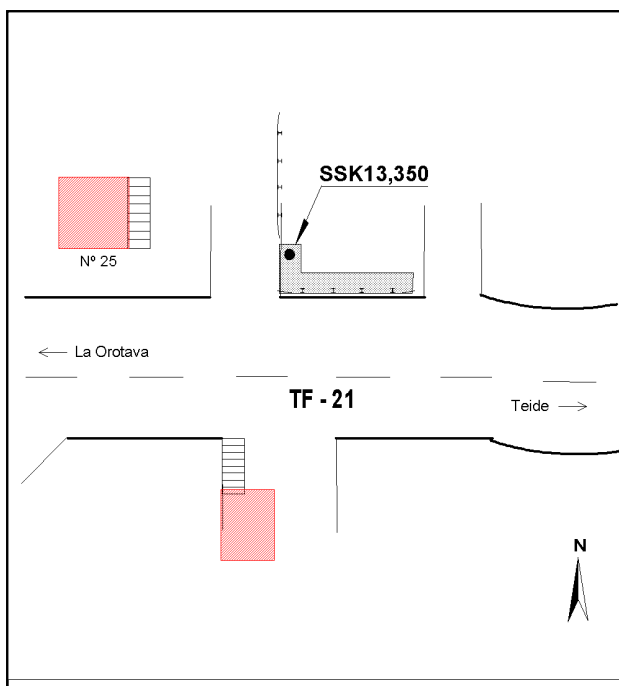 SSK13,350
Nº 25
La Orotava
TF - 21
Teide
N